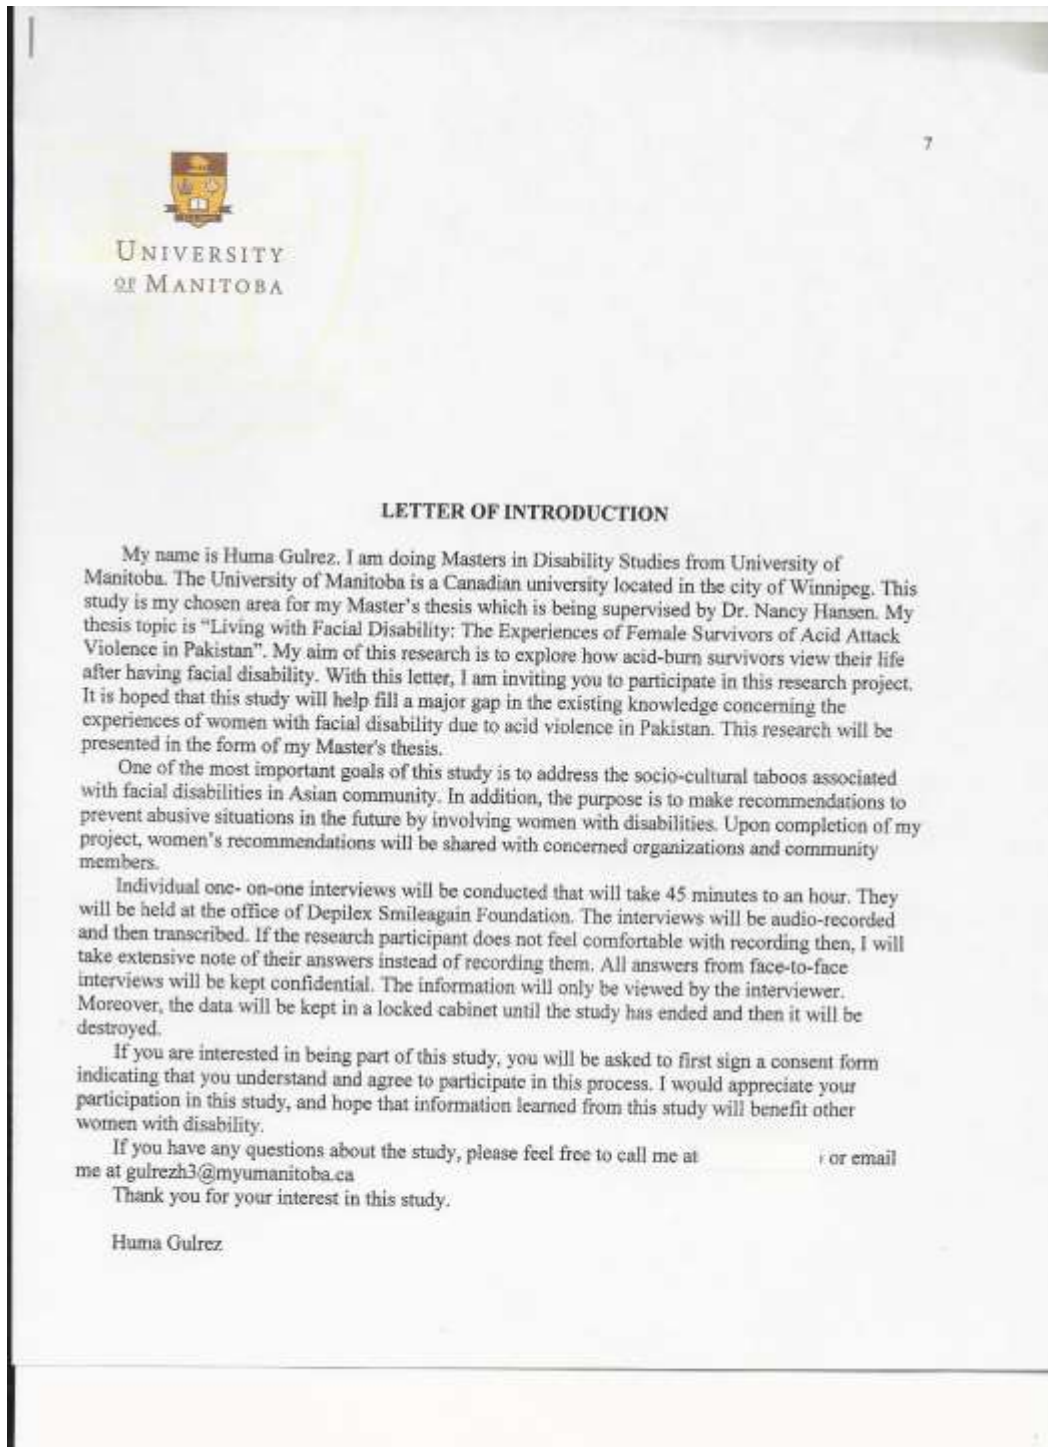 7
UNIVERSITY
OF MANITOBA
LETTER OF INTRODUCTION
My name is Huma Gulrez. I am doing Masters in Disability Studies from University of
Manitoba. The University of Manitoba is a Canadian university located in the city of Winnipeg. This
study is my chosen area for my Master's thesis which is being supervised by Dr. Nancy Hansen. My
thesis topic is “Living with Facial Disability: The Experiences of Female Survivors of Acid Attack
Violence in Pakistan”. My aim of this research is to explore how acid-burn survivors view their life
after having facial disability. With this letter, I am inviting you to participate in this research project.
It is hoped that this study will help fill a major gap in the existing knowledge concerning the
experiences of women with facial disability due to acid violence in Pakistan. This research will be
presented in the form of my Master's thesis.
One of the most important goals of this study is to address the socio-cultural taboos associated
with facial disabilities in Asian community. In addition, the purpose is to make recommendations to
prevent abusive situations in the future by involving women with disabilities. Upon completion of my
project, women's recommendations will be shared with concerned organizations and community
members.
Individual one- on-one interviews will be conducted that will take 45 minutes to an hour. They
will be held at the office of Depilex Smileagain Foundation. The interviews will be audio-recorded
and then transcribed. If the research participant does not feel comfortable with recording then, I will
take extensive note of their answers instead of recording them. All answers from face-to-face
interviews will be kept confidential. The information will only be viewed by the interviewer.
Moreover, the data will be kept in a locked cabinet until the study has ended and then it will be
destroyed.
If you are interested in being part of this study, you will be asked to first sign a consent form
indicating that you understand and agree to participate in this process. I would appreciate your
participation in this study, and hope that information learned from this study will benefit other
women with disability.
If you have any questions about the study, please feel free to call me at or email
me at gulrezh3@myumanitoba.ca
Thank you for your interest in this study.
Huma Gulrez